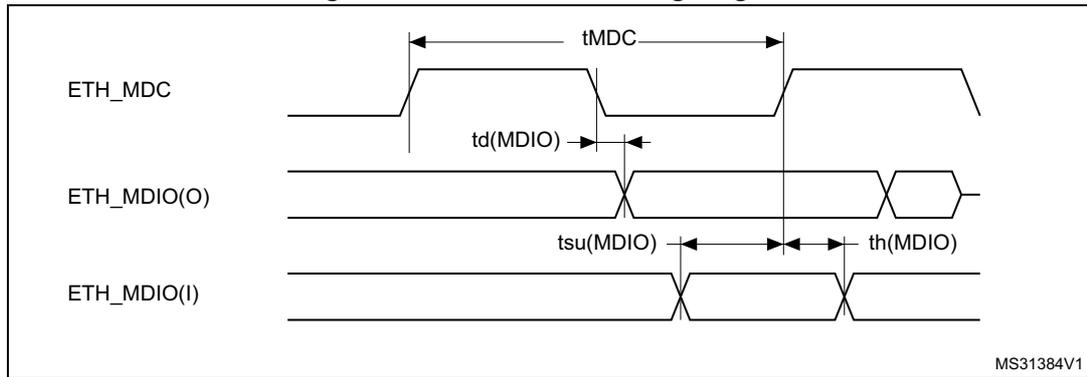 tMDC
ETH_MDC
td(MDIO)
ETH_MDIO(O)
tsu(MDIO)
th(MDIO)
ETH_MDIO(I)
MS31384V1